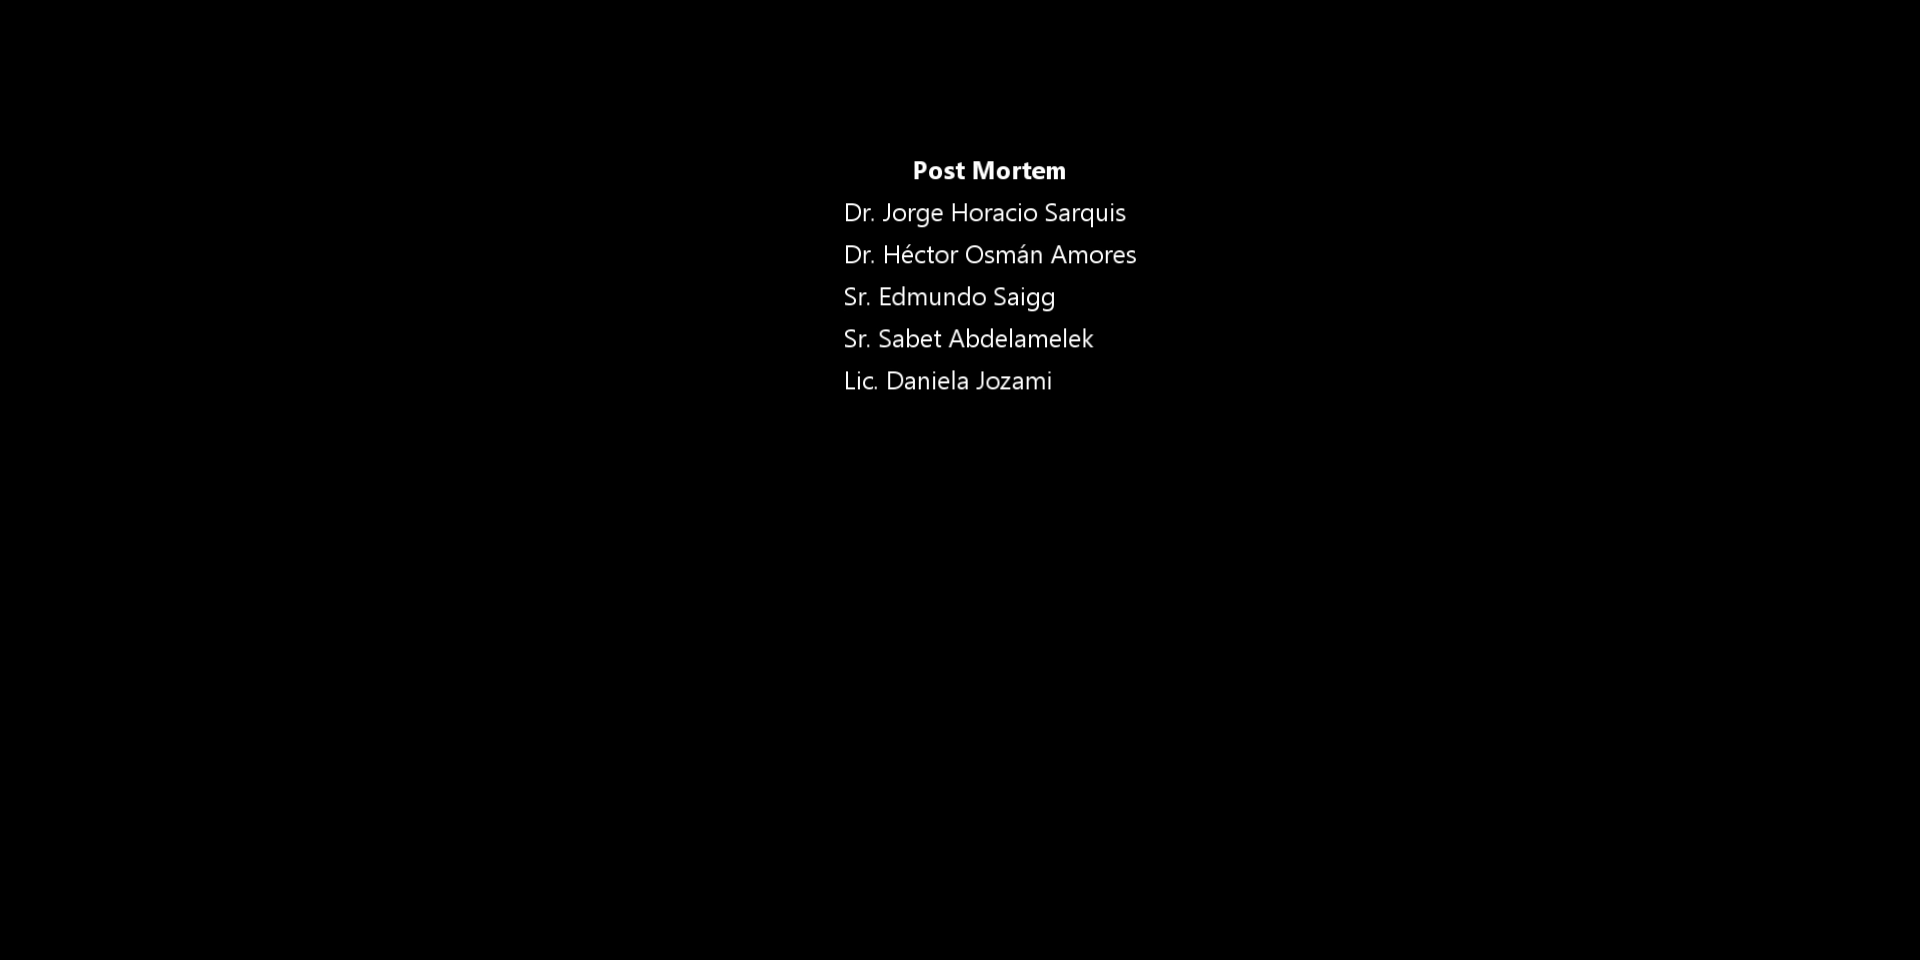 Post Mortem
Dr. Jorge Horacio Sarquis
Dr. Héctor Osmán Amores
Sr. Edmundo Saigg
Sr. Sabet Abdelamelek
Lic. Daniela Jozami